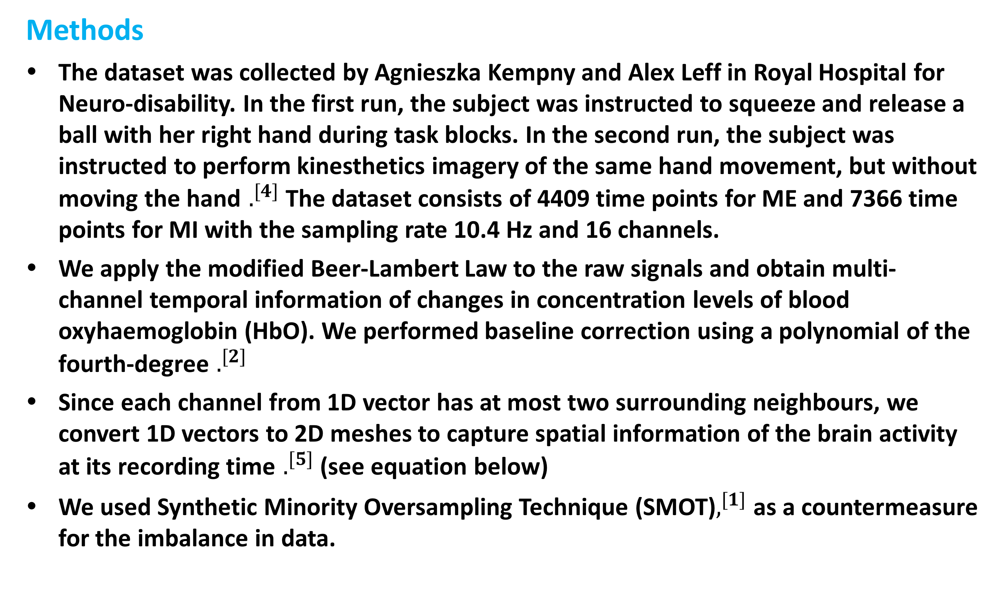 Methods
• The dataset was collected by Agnieszka Kempny and Alex Leff in Royal Hospital for
Neuro-disability. In the first run, the subject was instructed to squeeze and release a
ball with her right hand during task blocks. In the second run, the subject was
instructed to perform kinesthetics imagery of the same hand movement, but without
moving the hand .[4] The dataset consists of 4409 time points for ME and 7366 time
points for MI with the sampling rate 10.4 Hz and 16 channels.
• We apply the modified Beer-Lambert Law to the raw signals and obtain multi-
channel temporal information of changes in concentration levels of blood
oxyhaemoglobin (HbO). We performed baseline correction using a polynomial of the
fourth-degree .[2]
• Since each channel from 1D vector has at most two surrounding neighbours, we
convert 1D vectors to 2D meshes to capture spatial information of the brain activity
at its recording time .[5] (see equation below)
• We used Synthetic Minority Oversampling Technique (SMOT),[1] as a countermeasure
for the imbalance in data.